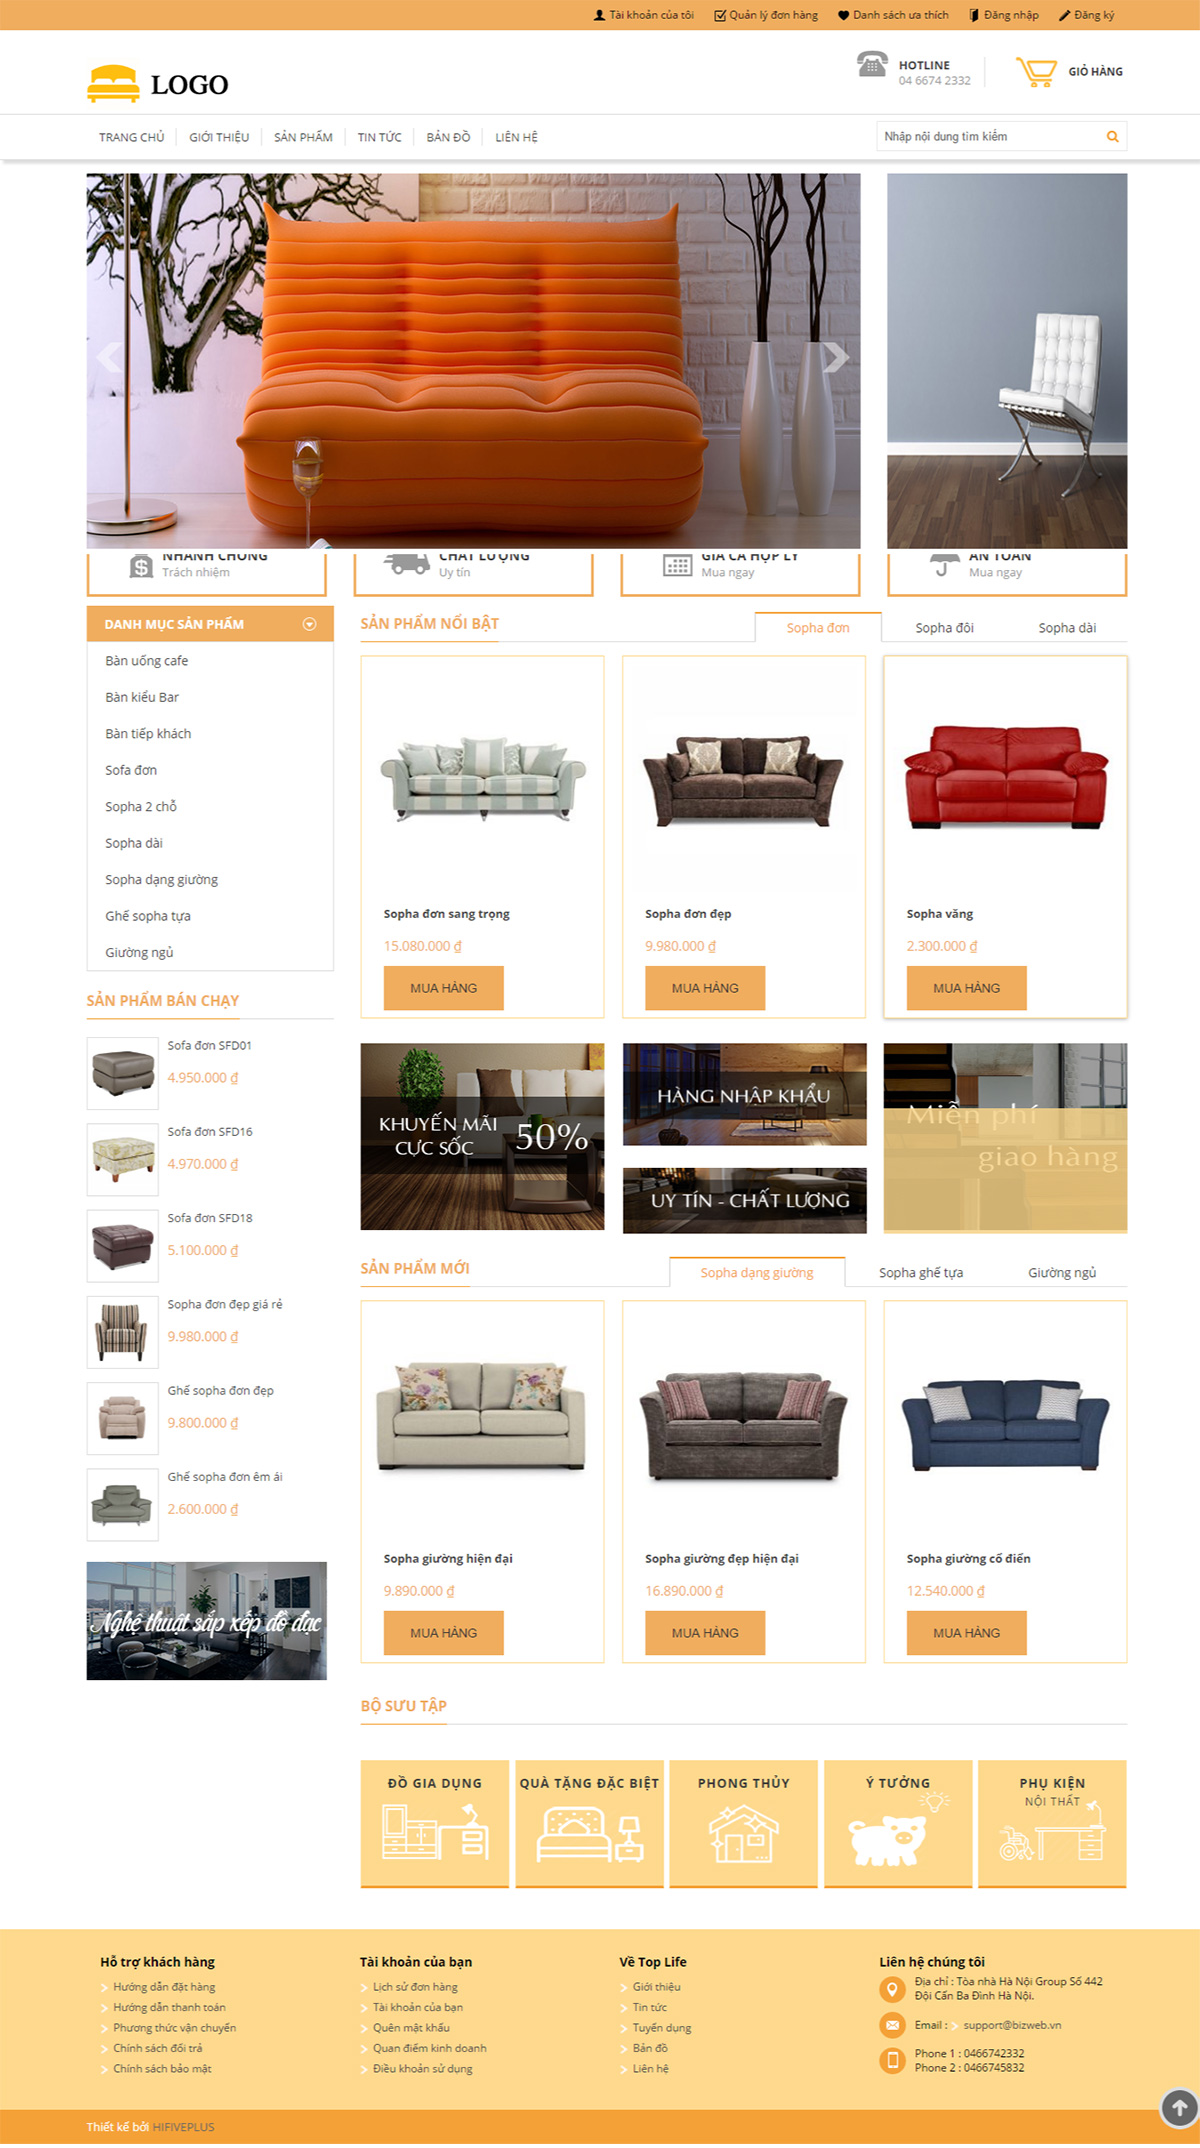 Tài khoản của tôi
Quản lý đơn hàng
Danh sách ưa thích
Đăng nhập
Đăng ký
LOGO
HOTLINE
04 6674 2332
GIỎ HÀNG
TRANG CHỦ
GIỚI THIỆU
SẢN PHẨM
TIN TỨC
BẢN ĐỒ
LIÊN HỆ
Nhập nội dung tìm kiếm
NHANH CHÓNG
Trách nhiệm
CHẤT LƯỢNG
Uy tín
GIÁ CẢ HỢP LÝ
Mua ngay
AN TOÀN
Mua ngay
DANH MỤC SẢN PHẨM
Bàn uống cafe
Bàn kiểu Bar
Bàn tiếp khách
Sofa đơn
Sopha 2 chỗ
Sopha dài
Sopha dạng giường
Ghế sopha tựa
Giường ngủ
SẢN PHẨM BÁN CHẠY
Sofa đơn SFD01
4.950.000 ₫
Sofa đơn SFD16
4.970.000 ₫
Sofa đơn SFD18
5.100.000 ₫
Sopha đơn đẹp giá rẻ
9.980.000 ₫
Ghế sopha đơn đẹp
9.800.000 ₫
Ghế sopha đơn êm ái
2.600.000 ₫
Nghệ thuật sắp xếp đồ đạc
SẢN PHẨM NỔI BẬT
Sopha đơn
Sopha đôi
Sopha dài
Sopha đơn sang trọng
15.080.000 ₫
MUA HÀNG
Sopha đơn đẹp
9.980.000 ₫
MUA HÀNG
Sopha văng
2.300.000 ₫
MUA HÀNG
KHUYẾN MÃI
CỰC SỐC
50%
HÀNG NHẬP KHẨU
UY TÍN - CHẤT LƯỢNG
Miễn phí
giao hàng
SẢN PHẨM MỚI
Sopha dạng giường
Sopha ghế tựa
Giường ngủ
Sopha giường hiện đại
9.890.000 ₫
MUA HÀNG
Sopha giường đẹp hiện đại
16.890.000 ₫
MUA HÀNG
Sopha giường cổ điển
12.540.000 ₫
MUA HÀNG
BỘ SƯU TẬP
ĐỒ GIA DỤNG
QUÀ TẶNG ĐẶC BIỆT
PHONG THỦY
Ý TƯỞNG
PHỤ KIỆN
NỘI THẤT
Hỗ trợ khách hàng
Hướng dẫn đặt hàng
Hướng dẫn thanh toán
Phương thức vận chuyển
Chính sách đổi trả
Chính sách bảo mật
Tài khoản của bạn
Lịch sử đơn hàng
Tài khoản của bạn
Quên mật khẩu
Quan điểm kinh doanh
Điều khoản sử dụng
Về Top Life
Giới thiệu
Tin tức
Tuyển dụng
Bản đồ
Liên hệ
Liên hệ chúng tôi
Địa chỉ : Tòa nhà Hà Nội Group Số 442
Đội Cấn Ba Đình Hà Nội.
Email : support@bizweb.vn
Phone 1 : 0466742332
Phone 2 : 0466745832
Thiết kế bởi HIFIVEPLUS